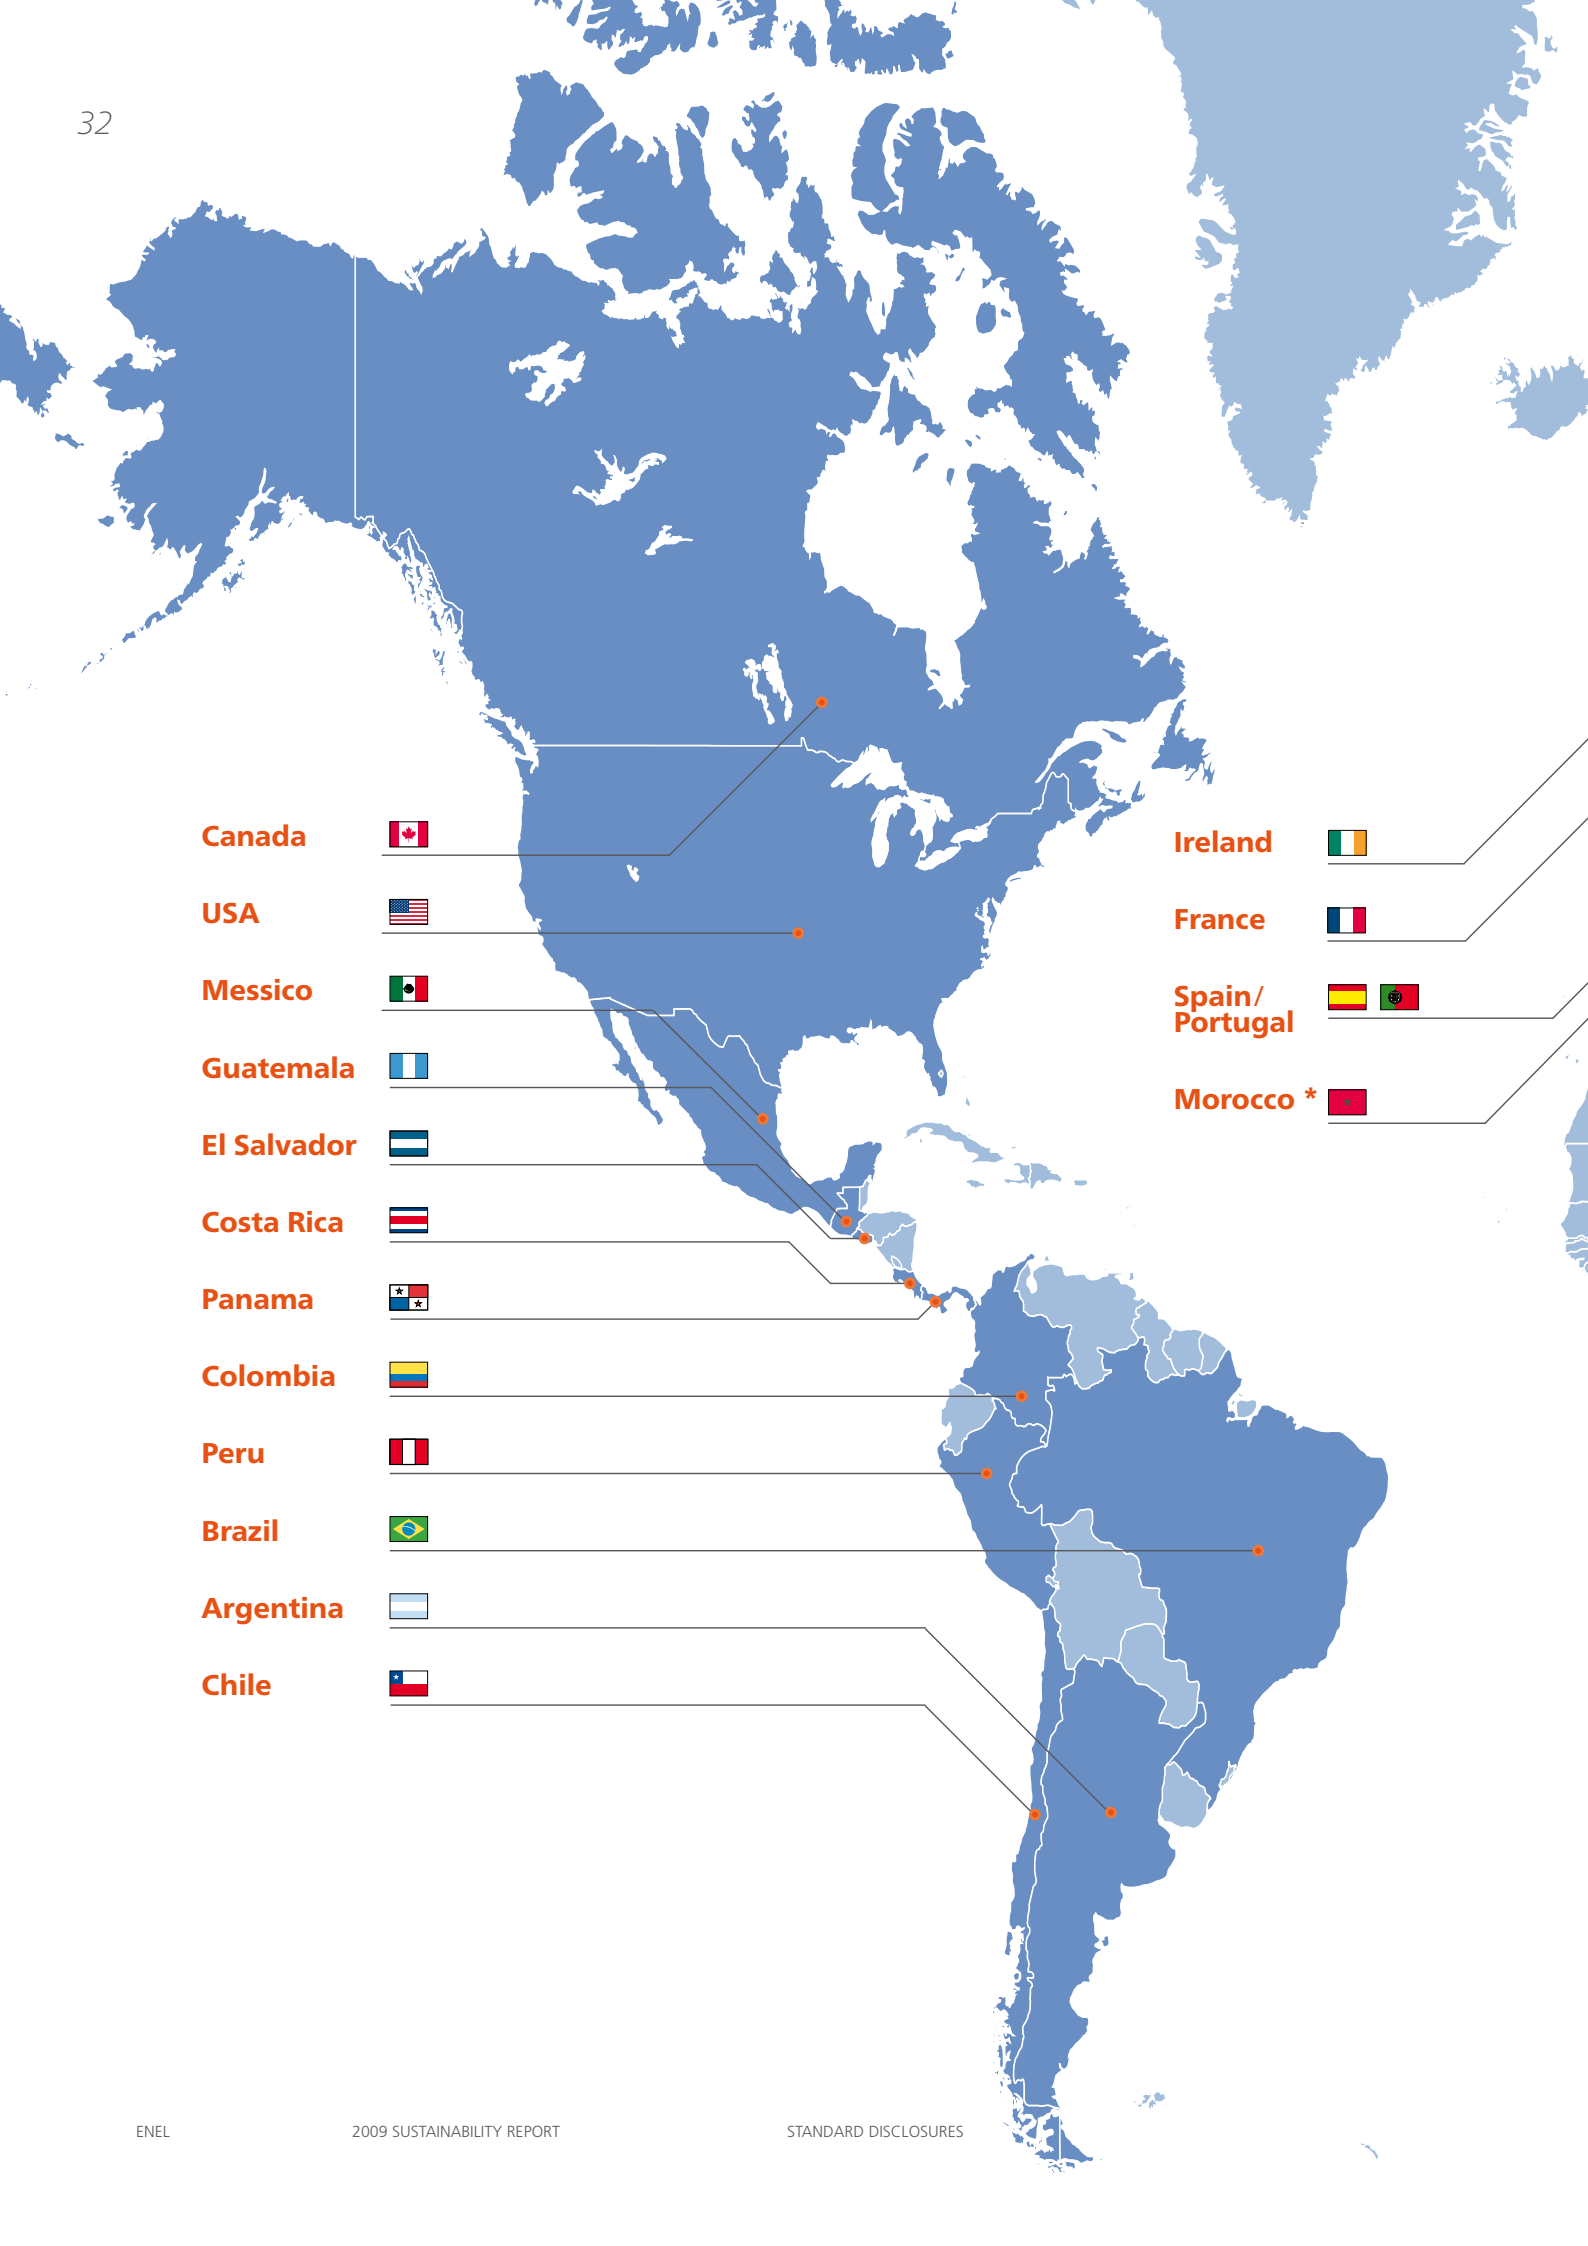 32
Canada
USA
Messico
Guatemala
El Salvador
Costa Rica
Panama
Colombia
Peru
Brazil
Argentina
Chile
Ireland
France
Spain/
Portugal
Morocco *
ENEL 2009 SUSTAINABILITY REPORT STANDARD DISCLOSURES